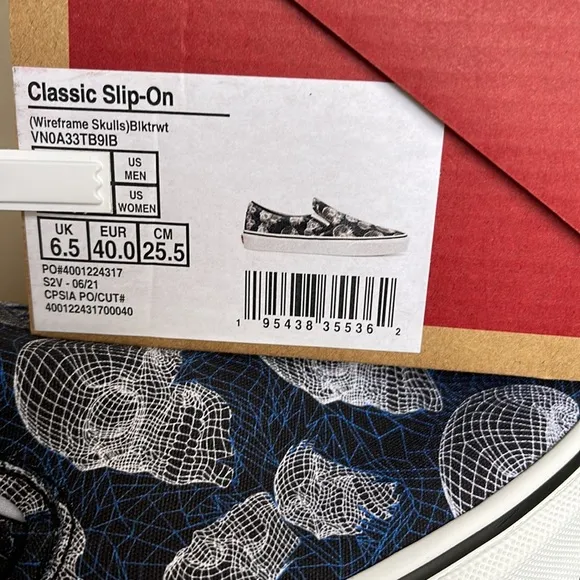 Classic Slip-On
(Wireframe Skulls)Blktrwt
VN0A33TB9IB
US MEN
US WOMEN
UK EUR CM
6.5 40.0 25.5
PO#4001224317
S2V - 06/21
CPSIA PO/CUT#
400122431700040
1 95438 35536 2